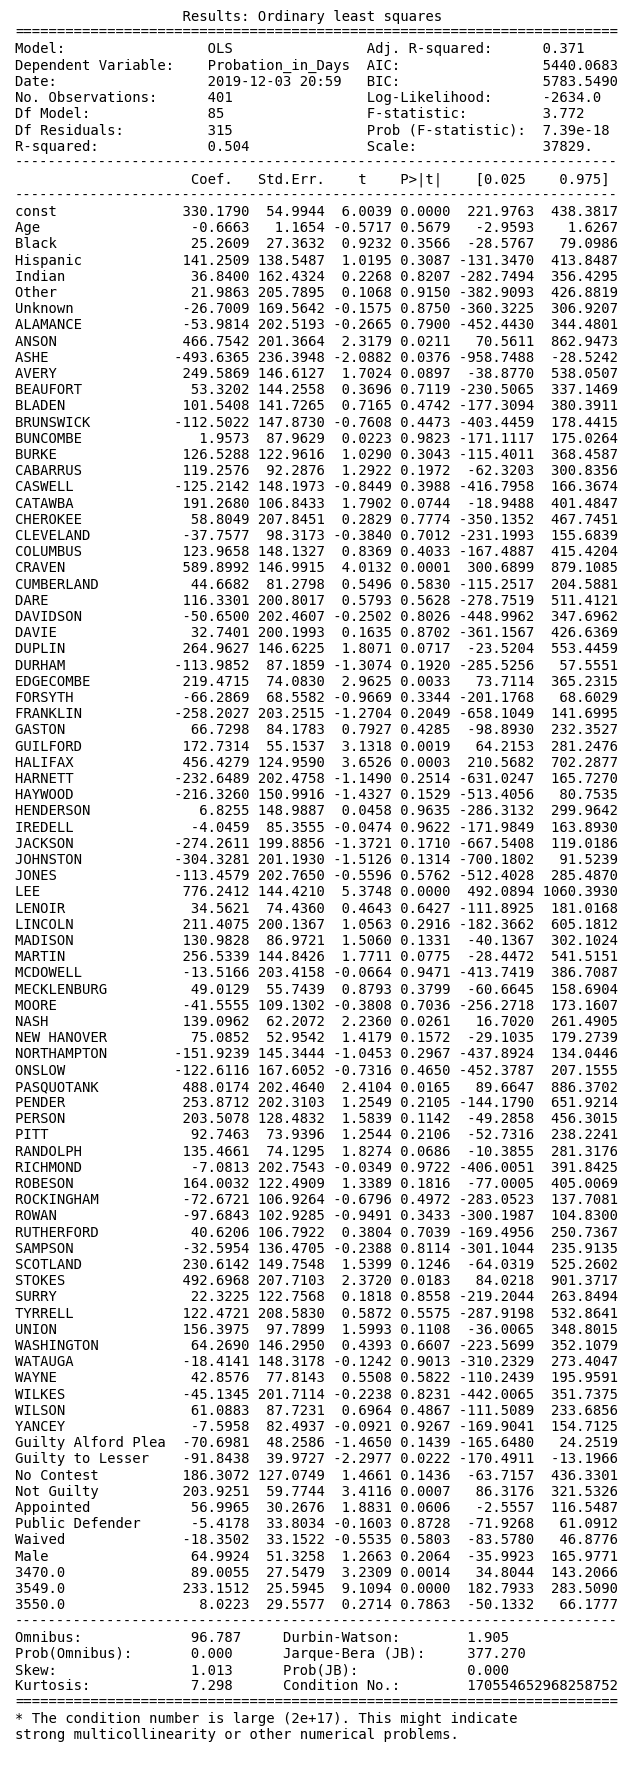 Results: Ordinary least squares
==========================================================================
Model: OLS Adj. R-squared: 0.371
Dependent Variable: Probation_in_Days AIC: 5440.0683
Date: 2019-12-03 20:59 BIC: 5783.5490
No. Observations: 401 Log-Likelihood: -2634.0
Df Model: 85 F-statistic: 3.772
Df Residuals: 315 Prob (F-statistic): 7.39e-18
R-squared: 0.504 Scale: 37829.
--------------------------------------------------------------------------
Coef. Std.Err. t P>|t| [0.025 0.975]
--------------------------------------------------------------------------
const 330.1790 54.9944 6.0039 0.0000 221.9763 438.3817
Age -0.6663 1.1654 -0.5717 0.5679 -2.9593 1.6267
Black 25.2609 27.3632 0.9232 0.3566 -28.5767 79.0986
Hispanic 141.2509 138.5487 1.0195 0.3087 -131.3470 413.8487
Indian 36.8400 162.4324 0.2268 0.8207 -282.7494 356.4295
Other 21.9863 205.7895 0.1068 0.9150 -382.9093 426.8819
Unknown -26.7009 169.5642 -0.1575 0.8750 -360.3225 306.9207
ALAMANCE -53.9814 202.5193 -0.2665 0.7900 -452.4430 344.4801
ANSON 466.7542 201.3664 2.3179 0.0211 70.5611 862.9473
ASHE -493.6365 236.3948 -2.0882 0.0376 -958.7488 -28.5242
AVERY 249.5869 146.6127 1.7024 0.0897 -38.8770 538.0507
BEAUFORT 53.3202 144.2558 0.3696 0.7119 -230.5065 337.1469
BLADEN 101.5408 141.7265 0.7165 0.4742 -177.3094 380.3911
BRUNSWICK -112.5022 147.8730 -0.7608 0.4473 -403.4459 178.4415
BUNCOMBE 1.9573 87.9629 0.0223 0.9823 -171.1117 175.0264
BURKE 126.5288 122.9616 1.0290 0.3043 -115.4011 368.4587
CABARRUS 119.2576 92.2876 1.2922 0.1972 -62.3203 300.8356
CASWELL -125.2142 148.1973 -0.8449 0.3988 -416.7958 166.3674
CATAWBA 191.2680 106.8433 1.7902 0.0744 -18.9488 401.4847
CHEROKEE 58.8049 207.8451 0.2829 0.7774 -350.1352 467.7451
CLEVELAND -37.7577 98.3173 -0.3840 0.7012 -231.1993 155.6839
COLUMBUS 123.9658 148.1327 0.8369 0.4033 -167.4887 415.4204
CRAVEN 589.8992 146.9915 4.0132 0.0001 300.6899 879.1085
CUMBERLAND 44.6682 81.2798 0.5496 0.5830 -115.2517 204.5881
DARE 116.3301 200.8017 0.5793 0.5628 -278.7519 511.4121
DAVIDSON -50.6500 202.4607 -0.2502 0.8026 -448.9962 347.6962
DAVIE 32.7401 200.1993 0.1635 0.8702 -361.1567 426.6369
DUPLIN 264.9627 146.6225 1.8071 0.0717 -23.5204 553.4459
DURHAM -113.9852 87.1859 -1.3074 0.1920 -285.5256 57.5551
EDGECOMBE 219.4715 74.0830 2.9625 0.0033 73.7114 365.2315
FORSYTH -66.2869 68.5582 -0.9669 0.3344 -201.1768 68.6029
FRANKLIN -258.2027 203.2515 -1.2704 0.2049 -658.1049 141.6995
GASTON 66.7298 84.1783 0.7927 0.4285 -98.8930 232.3527
GUILFORD 172.7314 55.1537 3.1318 0.0019 64.2153 281.2476
HALIFAX 456.4279 124.9590 3.6526 0.0003 210.5682 702.2877
HARNETT -232.6489 202.4758 -1.1490 0.2514 -631.0247 165.7270
HAYWOOD -216.3260 150.9916 -1.4327 0.1529 -513.4056 80.7535
HENDERSON 6.8255 148.9887 0.0458 0.9635 -286.3132 299.9642
IREDELL -4.0459 85.3555 -0.0474 0.9622 -171.9849 163.8930
JACKSON -274.2611 199.8856 -1.3721 0.1710 -667.5408 119.0186
JOHNSTON -304.3281 201.1930 -1.5126 0.1314 -700.1802 91.5239
JONES -113.4579 202.7650 -0.5596 0.5762 -512.4028 285.4870
LEE 776.2412 144.4210 5.3748 0.0000 492.0894 1060.3930
LENOIR 34.5621 74.4360 0.4643 0.6427 -111.8925 181.0168
LINCOLN 211.4075 200.1367 1.0563 0.2916 -182.3662 605.1812
MADISON 130.9828 86.9721 1.5060 0.1331 -40.1367 302.1024
MARTIN 256.5339 144.8426 1.7711 0.0775 -28.4472 541.5151
MCDOWELL -13.5166 203.4158 -0.0664 0.9471 -413.7419 386.7087
MECKLENBURG 49.0129 55.7439 0.8793 0.3799 -60.6645 158.6904
MOORE -41.5555 109.1302 -0.3808 0.7036 -256.2718 173.1607
NASH 139.0962 62.2072 2.2360 0.0261 16.7020 261.4905
NEW HANOVER 75.0852 52.9542 1.4179 0.1572 -29.1035 179.2739
NORTHAMPTON -151.9239 145.3444 -1.0453 0.2967 -437.8924 134.0446
ONSLOW -122.6116 167.6052 -0.7316 0.4650 -452.3787 207.1555
PASQUOTANK 488.0174 202.4640 2.4104 0.0165 89.6647 886.3702
PENDER 253.8712 202.3103 1.2549 0.2105 -144.1790 651.9214
PERSON 203.5078 128.4832 1.5839 0.1142 -49.2858 456.3015
PITT 92.7463 73.9396 1.2544 0.2106 -52.7316 238.2241
RANDOLPH 135.4661 74.1295 1.8274 0.0686 -10.3855 281.3176
RICHMOND -7.0813 202.7543 -0.0349 0.9722 -406.0051 391.8425
ROBESON 164.0032 122.4909 1.3389 0.1816 -77.0005 405.0069
ROCKINGHAM -72.6721 106.9264 -0.6796 0.4972 -283.0523 137.7081
ROWAN -97.6843 102.9285 -0.9491 0.3433 -300.1987 104.8300
RUTHERFORD 40.6206 106.7922 0.3804 0.7039 -169.4956 250.7367
SAMPSON -32.5954 136.4705 -0.2388 0.8114 -301.1044 235.9135
SCOTLAND 230.6142 149.7548 1.5399 0.1246 -64.0319 525.2602
STOKES 492.6968 207.7103 2.3720 0.0183 84.0218 901.3717
SURRY 22.3225 122.7568 0.1818 0.8558 -219.2044 263.8494
TYRRELL 122.4721 208.5830 0.5872 0.5575 -287.9198 532.8641
UNION 156.3975 97.7899 1.5993 0.1108 -36.0065 348.8015
WASHINGTON 64.2690 146.2950 0.4393 0.6607 -223.5699 352.1079
WATAUGA -18.4141 148.3178 -0.1242 0.9013 -310.2329 273.4047
WAYNE 42.8576 77.8143 0.5508 0.5822 -110.2439 195.9591
WILKES -45.1345 201.7114 -0.2238 0.8231 -442.0065 351.7375
WILSON 61.0883 87.7231 0.6964 0.4867 -111.5089 233.6856
YANCEY -7.5958 82.4937 -0.0921 0.9267 -169.9041 154.7125
Guilty Alford Plea -70.6981 48.2586 -1.4650 0.1439 -165.6480 24.2519
Guilty to Lesser -91.8438 39.9727 -2.2977 0.0222 -170.4911 -13.1966
No Contest 186.3072 127.0749 1.4661 0.1436 -63.7157 436.3301
Not Guilty 203.9251 59.7744 3.4116 0.0007 86.3176 321.5326
Appointed 56.9965 30.2676 1.8831 0.0606 -2.5557 116.5487
Public Defender -5.4178 33.8034 -0.1603 0.8728 -71.9268 61.0912
Waived -18.3502 33.1522 -0.5535 0.5803 -83.5780 46.8776
Male 64.9924 51.3258 1.2663 0.2064 -35.9923 165.9771
3470.0 89.0055 27.5479 3.2309 0.0014 34.8044 143.2066
3549.0 233.1512 25.5945 9.1094 0.0000 182.7933 283.5090
3550.0 8.0223 29.5577 0.2714 0.7863 -50.1332 66.1777
--------------------------------------------------------------------------
Omnibus: 96.787 Durbin-Watson: 1.905
Prob(Omnibus): 0.000 Jarque-Bera (JB): 377.270
Skew: 1.013 Prob(JB): 0.000
Kurtosis: 7.298 Condition No.: 170554652968258752
==========================================================================
* The condition number is large (2e+17). This might indicate
strong multicollinearity or other numerical problems.